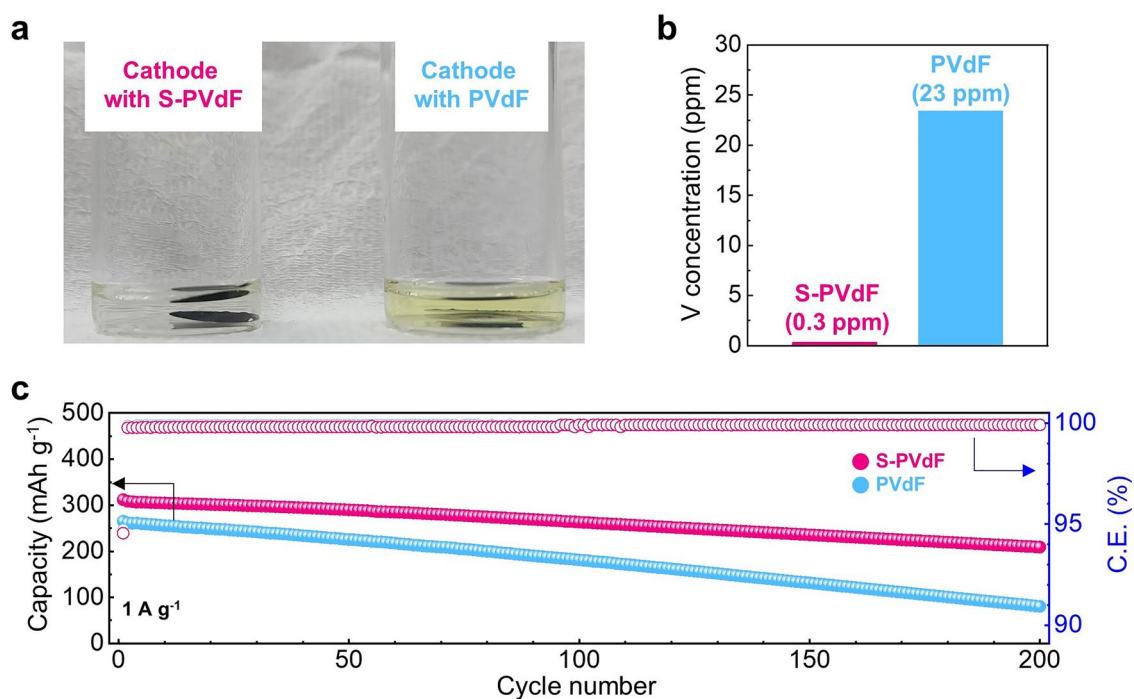 a
Cathode
with S-PVdF
Cathode
with PVdF
b
V concentration (ppm)
30
25
20
15
10
5
0
PVdF
(23 ppm)
S-PVdF
(0.3 ppm)
c
Capacity (mAh g⁻¹)
500
400
300
200
100
0
S-PVdF
PVdF
1 A g⁻¹
100
95
90
C.E. (%)
0
50
100
150
200
Cycle number